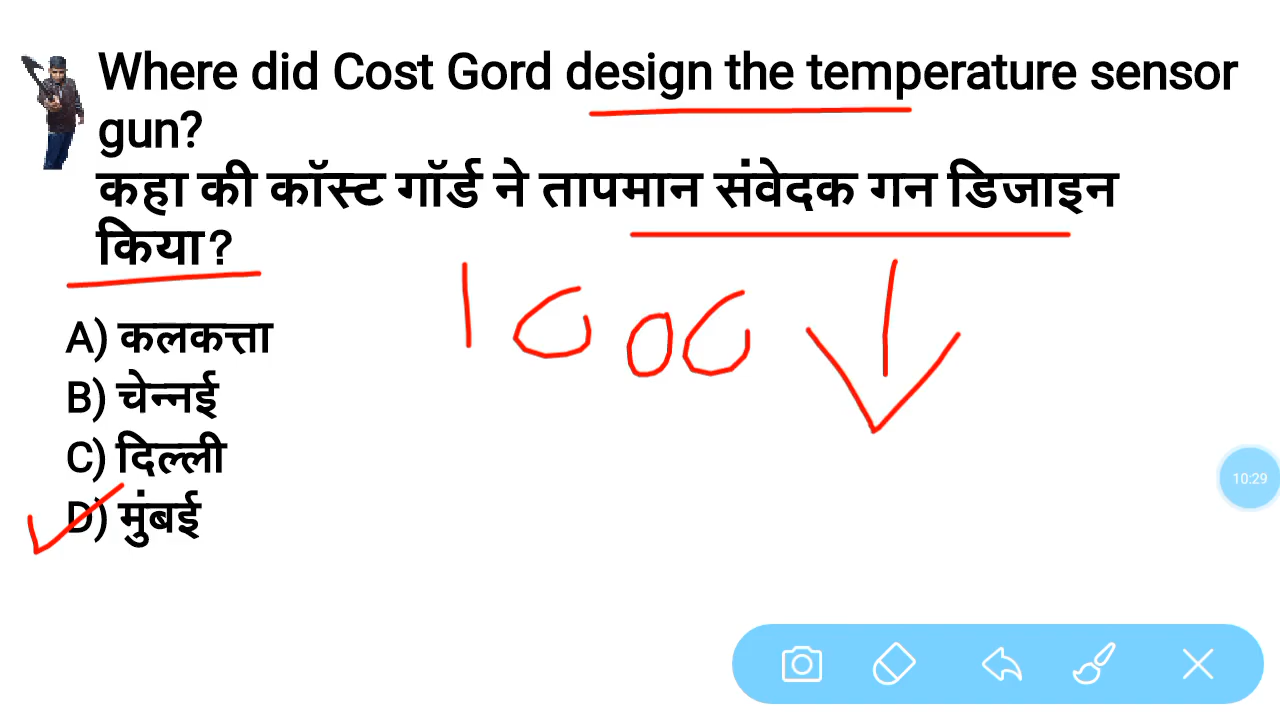 Where did Cost Gord design the temperature sensor
gun?
कहा की कॉस्ट गॉर्ड ने तापमान संवेदक गन डिजाइन
किया?
1000
A) कलकत्ता
B) चेन्नई
C) दिल्ली
D) मुंबई
10:29